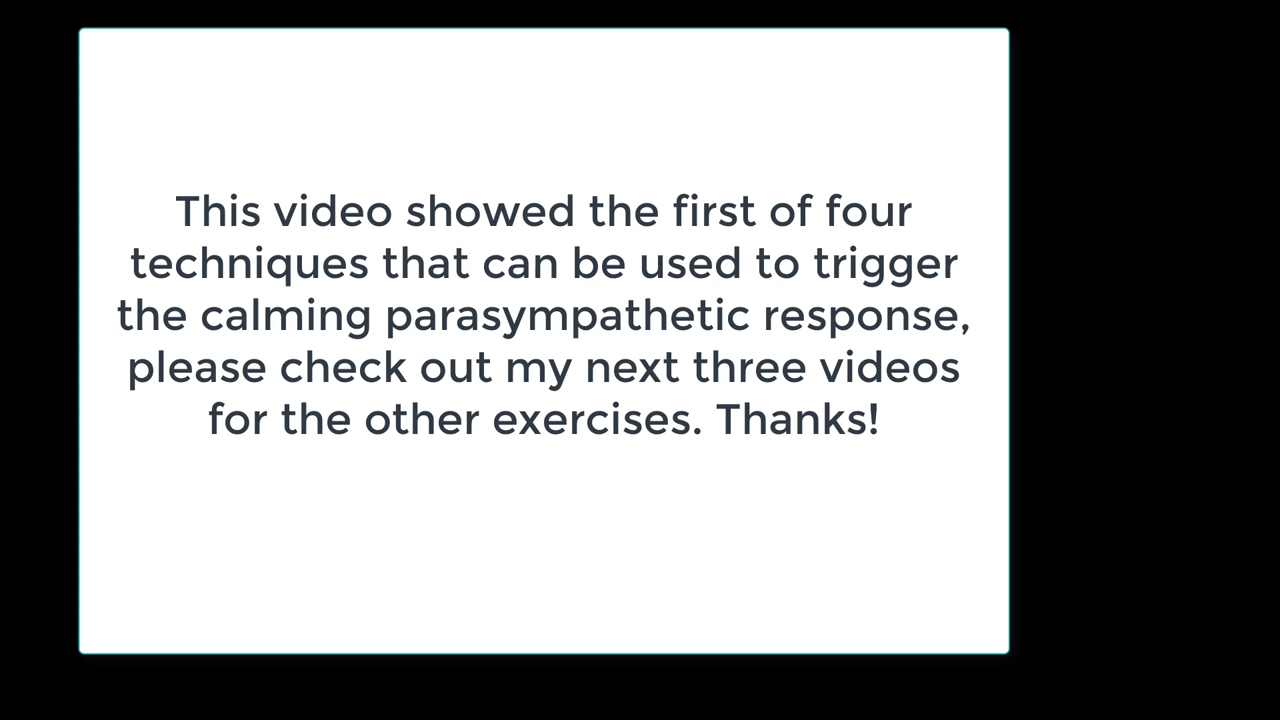 This video showed the first of four
techniques that can be used to trigger
the calming parasympathetic response,
please check out my next three videos
for the other exercises. Thanks!